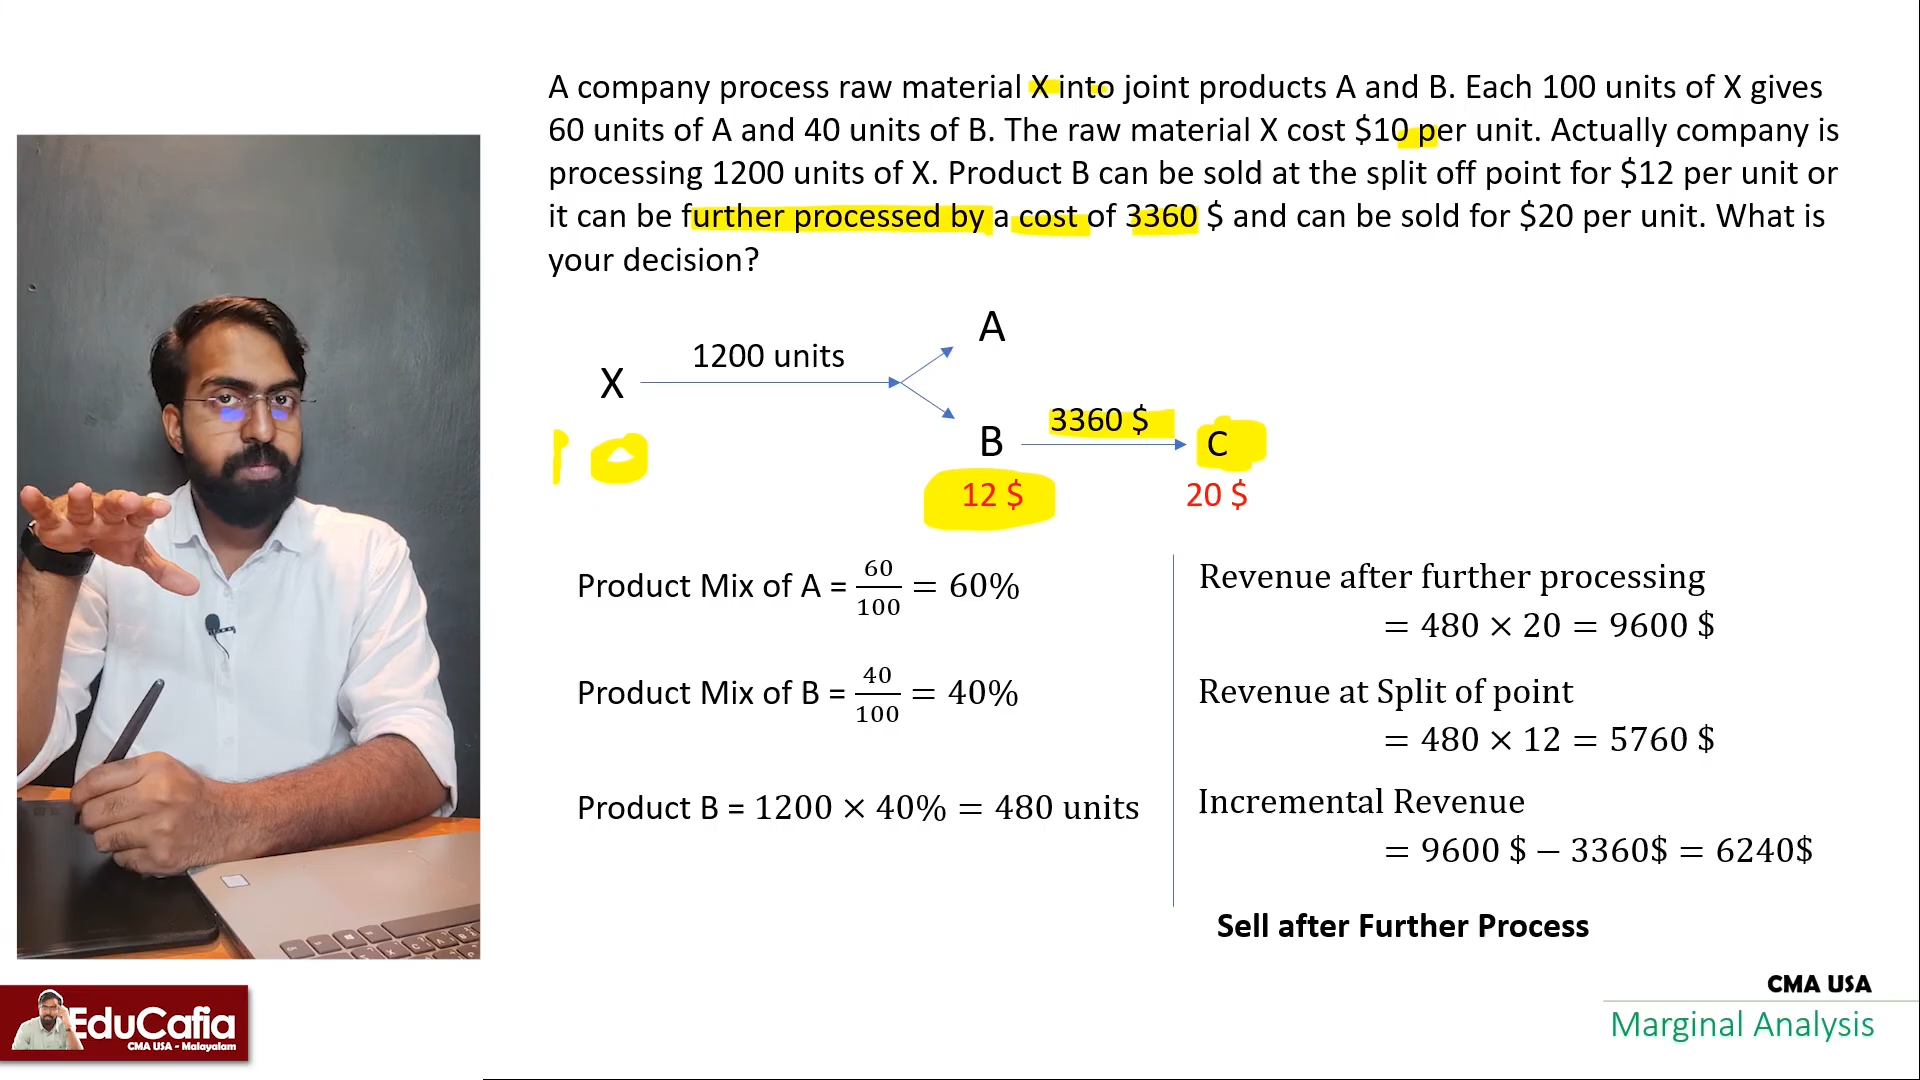 A company process raw material X into joint products A and B. Each 100 units of X gives
60 units of A and 40 units of B. The raw material X cost $10 per unit. Actually company is
processing 1200 units of X. Product B can be sold at the split off point for $12 per unit or
it can be further processed by a cost of 3360 $ and can be sold for $20 per unit. What is
your decision?
A
1200 units
X
3360 $
B
C
10
12 $
20 $
Product Mix of A = 60/100 = 60%
Product Mix of B = 40/100 = 40%
Product B = 1200 × 40% = 480 units
Revenue after further processing
= 480 × 20 = 9600 $
Revenue at Split of point
= 480 × 12 = 5760 $
Incremental Revenue
= 9600 $ − 3360$ = 6240$
Sell after Further Process
EduCafia
CMA USA - Malayalam
CMA USA
Marginal Analysis